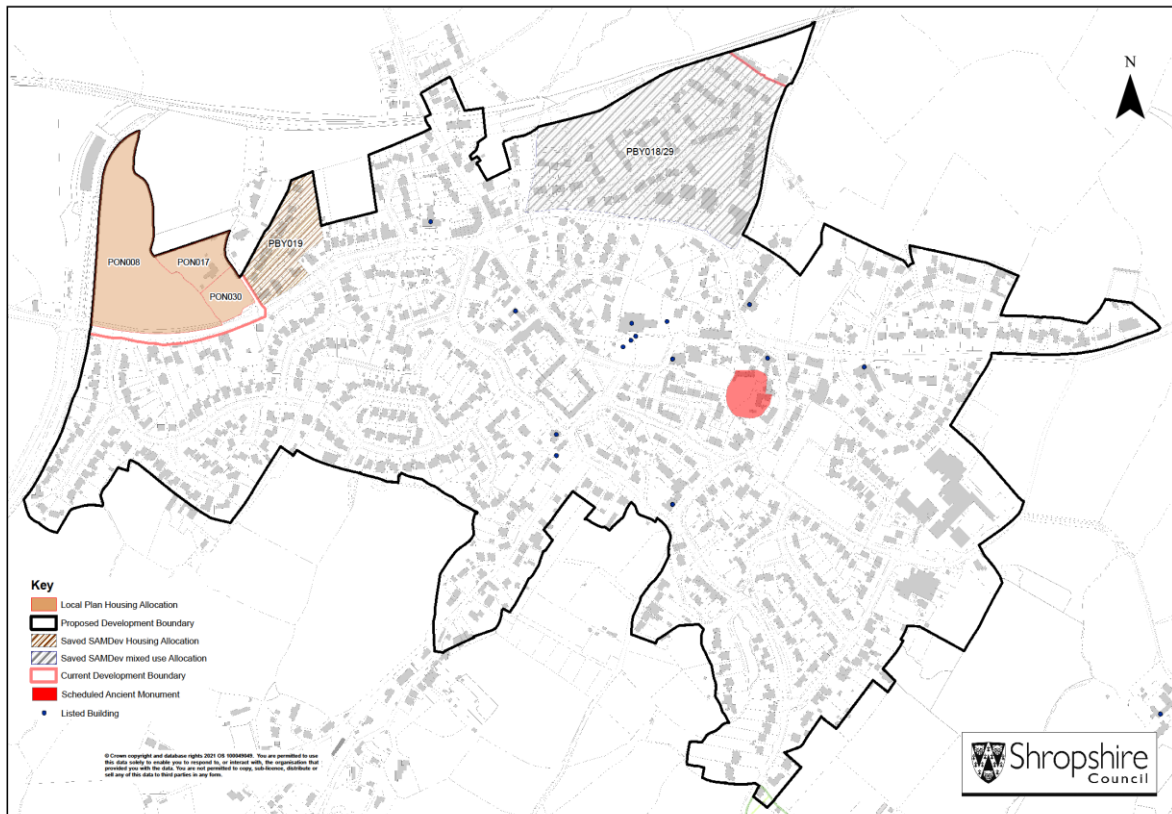 N
PBY018/29
PBY019
PON008
PON017
PON030
Key
Local Plan Housing Allocation
Proposed Development Boundary
Saved SAMDev Housing Allocation
Saved SAMDev mixed use Allocation
Current Development Boundary
Scheduled Ancient Monument
Listed Building
© Crown copyright and database rights 2021 OS 100049049. You are permitted to use
this data solely to enable you to respond to, or interact with, the organisation that
provided you with the data. You are not permitted to copy, sub-licence, distribute or
sell any of this data to third parties in any form.
Shropshire
Council